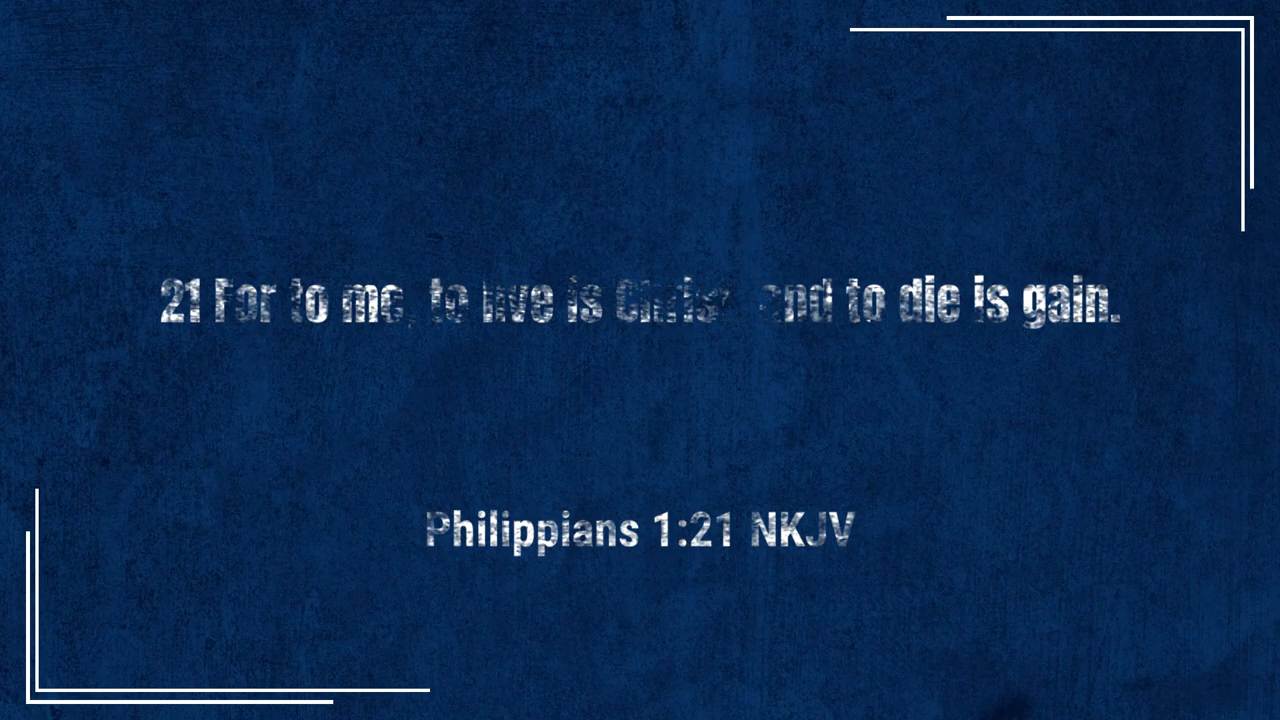 21 For to me, to live is Christ, and to die is gain.
Philippians 1:21 NKJV